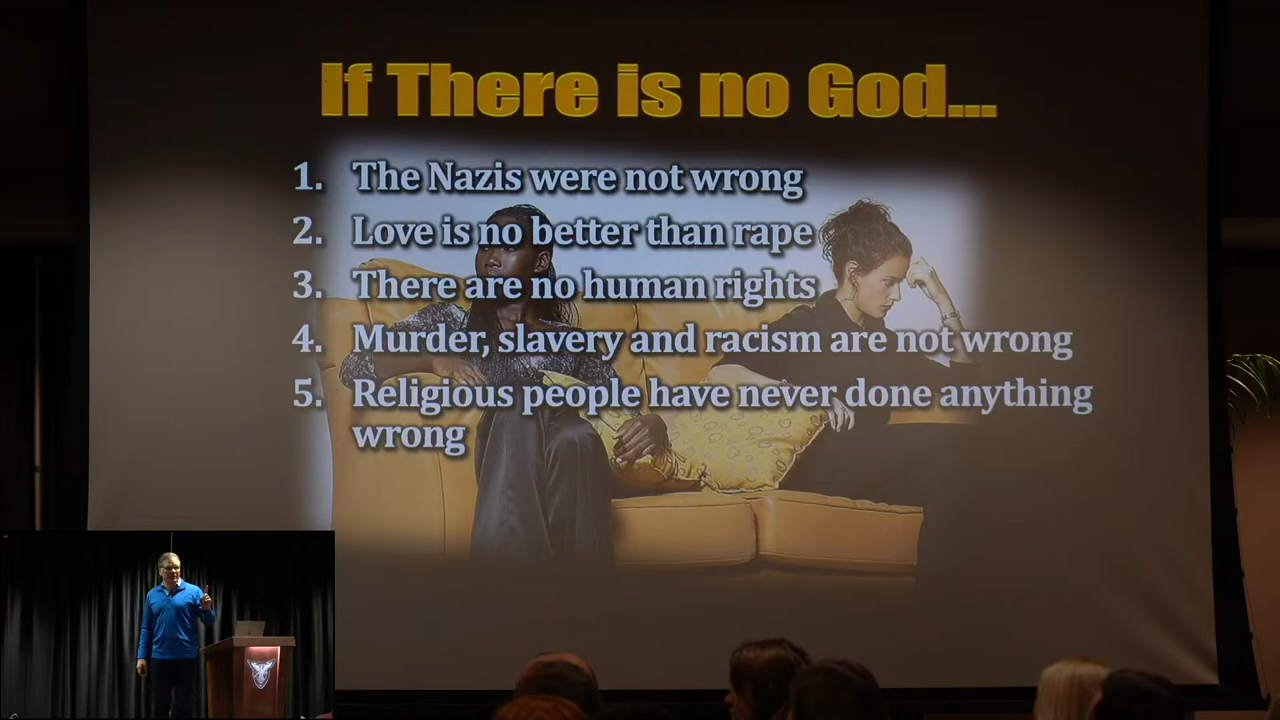 If There is no God...
1. The Nazis were not wrong
2. Love is no better than rape
3. There are no human rights
4. Murder, slavery and racism are not wrong
5. Religious people have never done anything
wrong